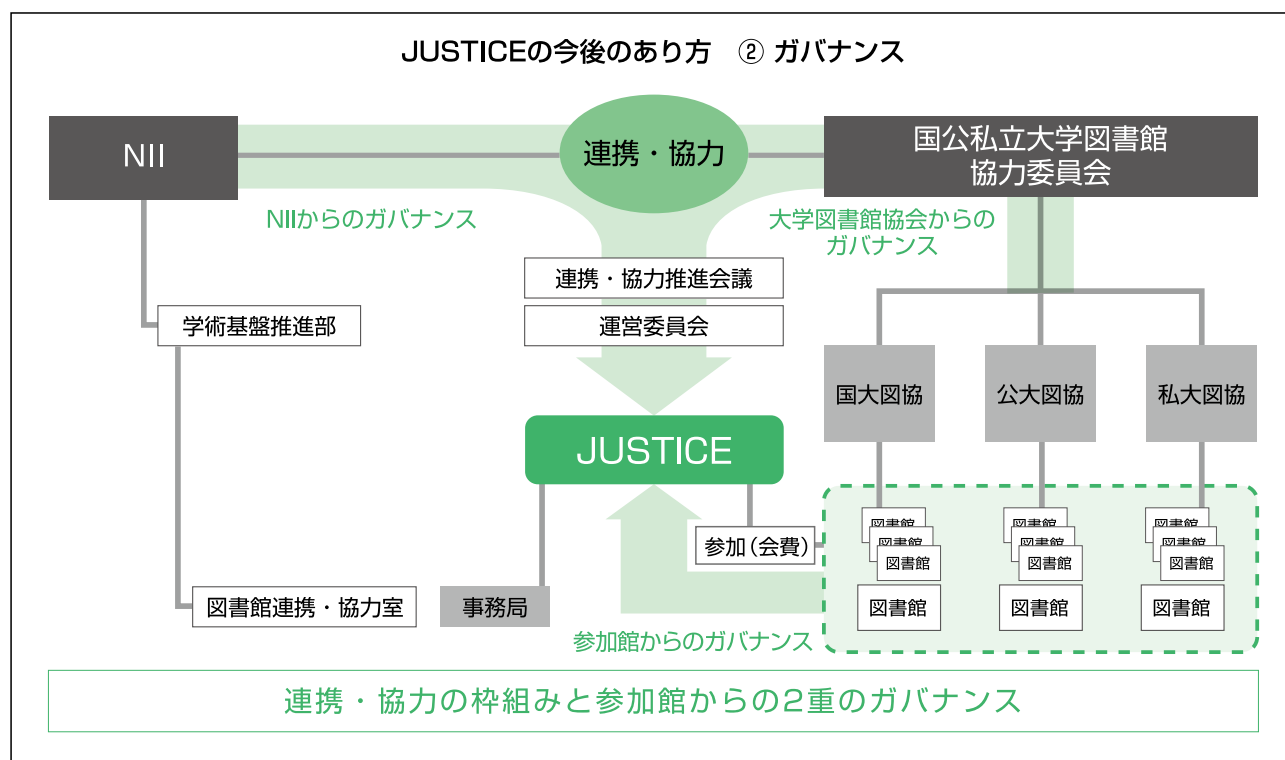 JUSTICEの今後のあり方　② ガバナンス
NII
連携・協力
国公私立大学図書館
協力委員会
NIIからのガバナンス
大学図書館協会からの
ガバナンス
連携・協力推進会議
運営委員会
学術基盤推進部
国大図協
公大図協
私大図協
JUSTICE
参加（会費）
図書館
図書館
図書館
図書館
図書館
図書館
図書館
図書館
図書館
図書館
図書館
図書館
図書館連携・協力室
事務局
参加館からのガバナンス
連携・協力の枠組みと参加館からの2重のガバナンス